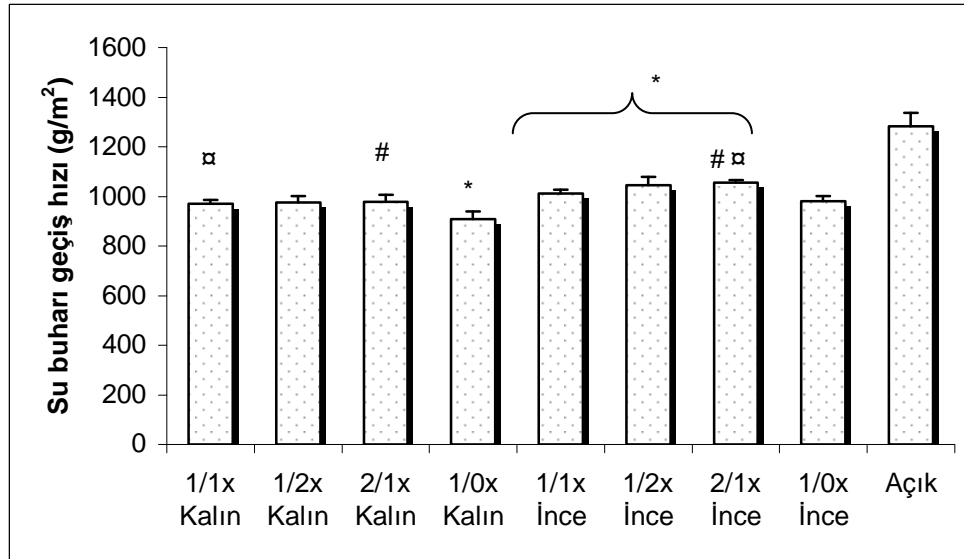 Su buharı geçiş hızı (g/m²)
1600
1400
1200
1000
800
600
400
200
0
¤
#
*
*
# ¤
1/1x Kalın
1/2x Kalın
2/1x Kalın
1/0x Kalın
1/1x İnce
1/2x İnce
2/1x İnce
1/0x İnce
Açık